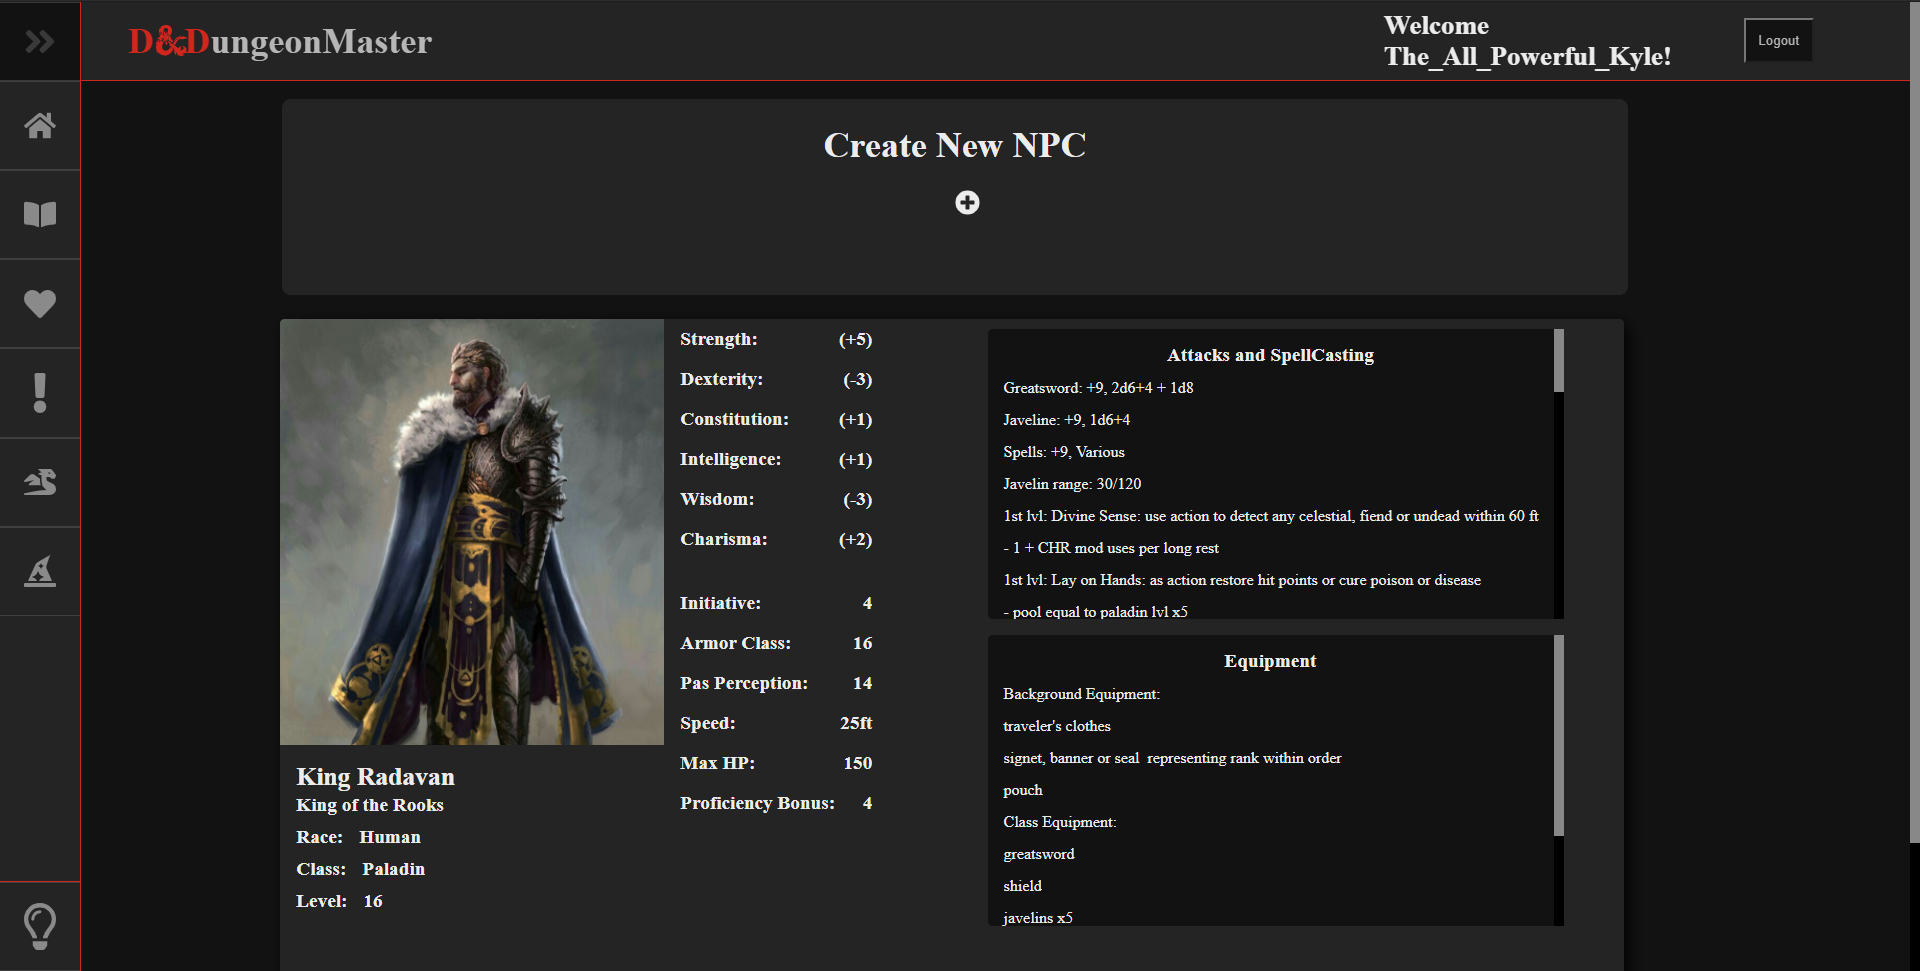 D&DungeonMaster
Welcome
The_All_Powerful_Kyle!
Logout
Create New NPC
King Radavan
King of the Rooks
Race: Human
Class: Paladin
Level: 16
Strength: (+5)
Dexterity: (-3)
Constitution: (+1)
Intelligence: (+1)
Wisdom: (-3)
Charisma: (+2)
Initiative: 4
Armor Class: 16
Pas Perception: 14
Speed: 25ft
Max HP: 150
Proficiency Bonus: 4
Attacks and SpellCasting
Greatsword: +9, 2d6+4 + 1d8
Javeline: +9, 1d6+4
Spells: +9, Various
Javelin range: 30/120
1st lvl: Divine Sense: use action to detect any celestial, fiend or undead within 60 ft
- 1 + CHR mod uses per long rest
1st lvl: Lay on Hands: as action restore hit points or cure poison or disease
- pool equal to paladin lvl x5
Equipment
Background Equipment:
traveler's clothes
signet, banner or seal  representing rank within order
pouch
Class Equipment:
greatsword
shield
javelins x5